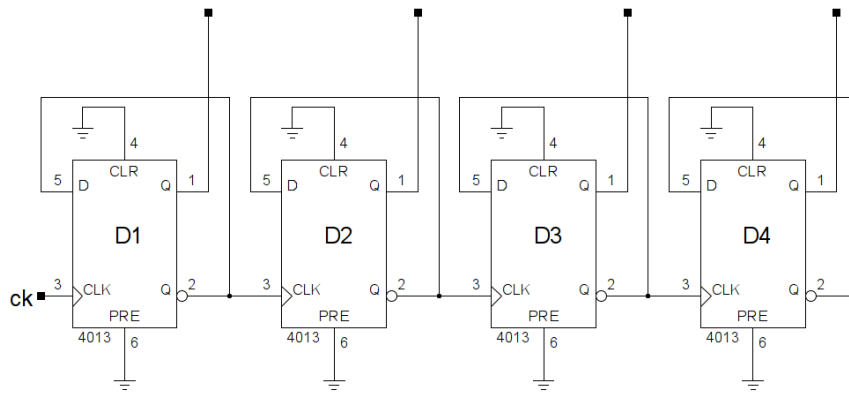 4 4 4 4
5 D CLR Q 1 5 D CLR Q 1 5 D CLR Q 1 5 D CLR Q 1
D1 D2 D3 D4
ck 3 CLK Q 2 3 CLK Q 2 3 CLK Q 2 3 CLK Q 2
PRE PRE PRE PRE
4013 6 4013 6 4013 6 4013 6